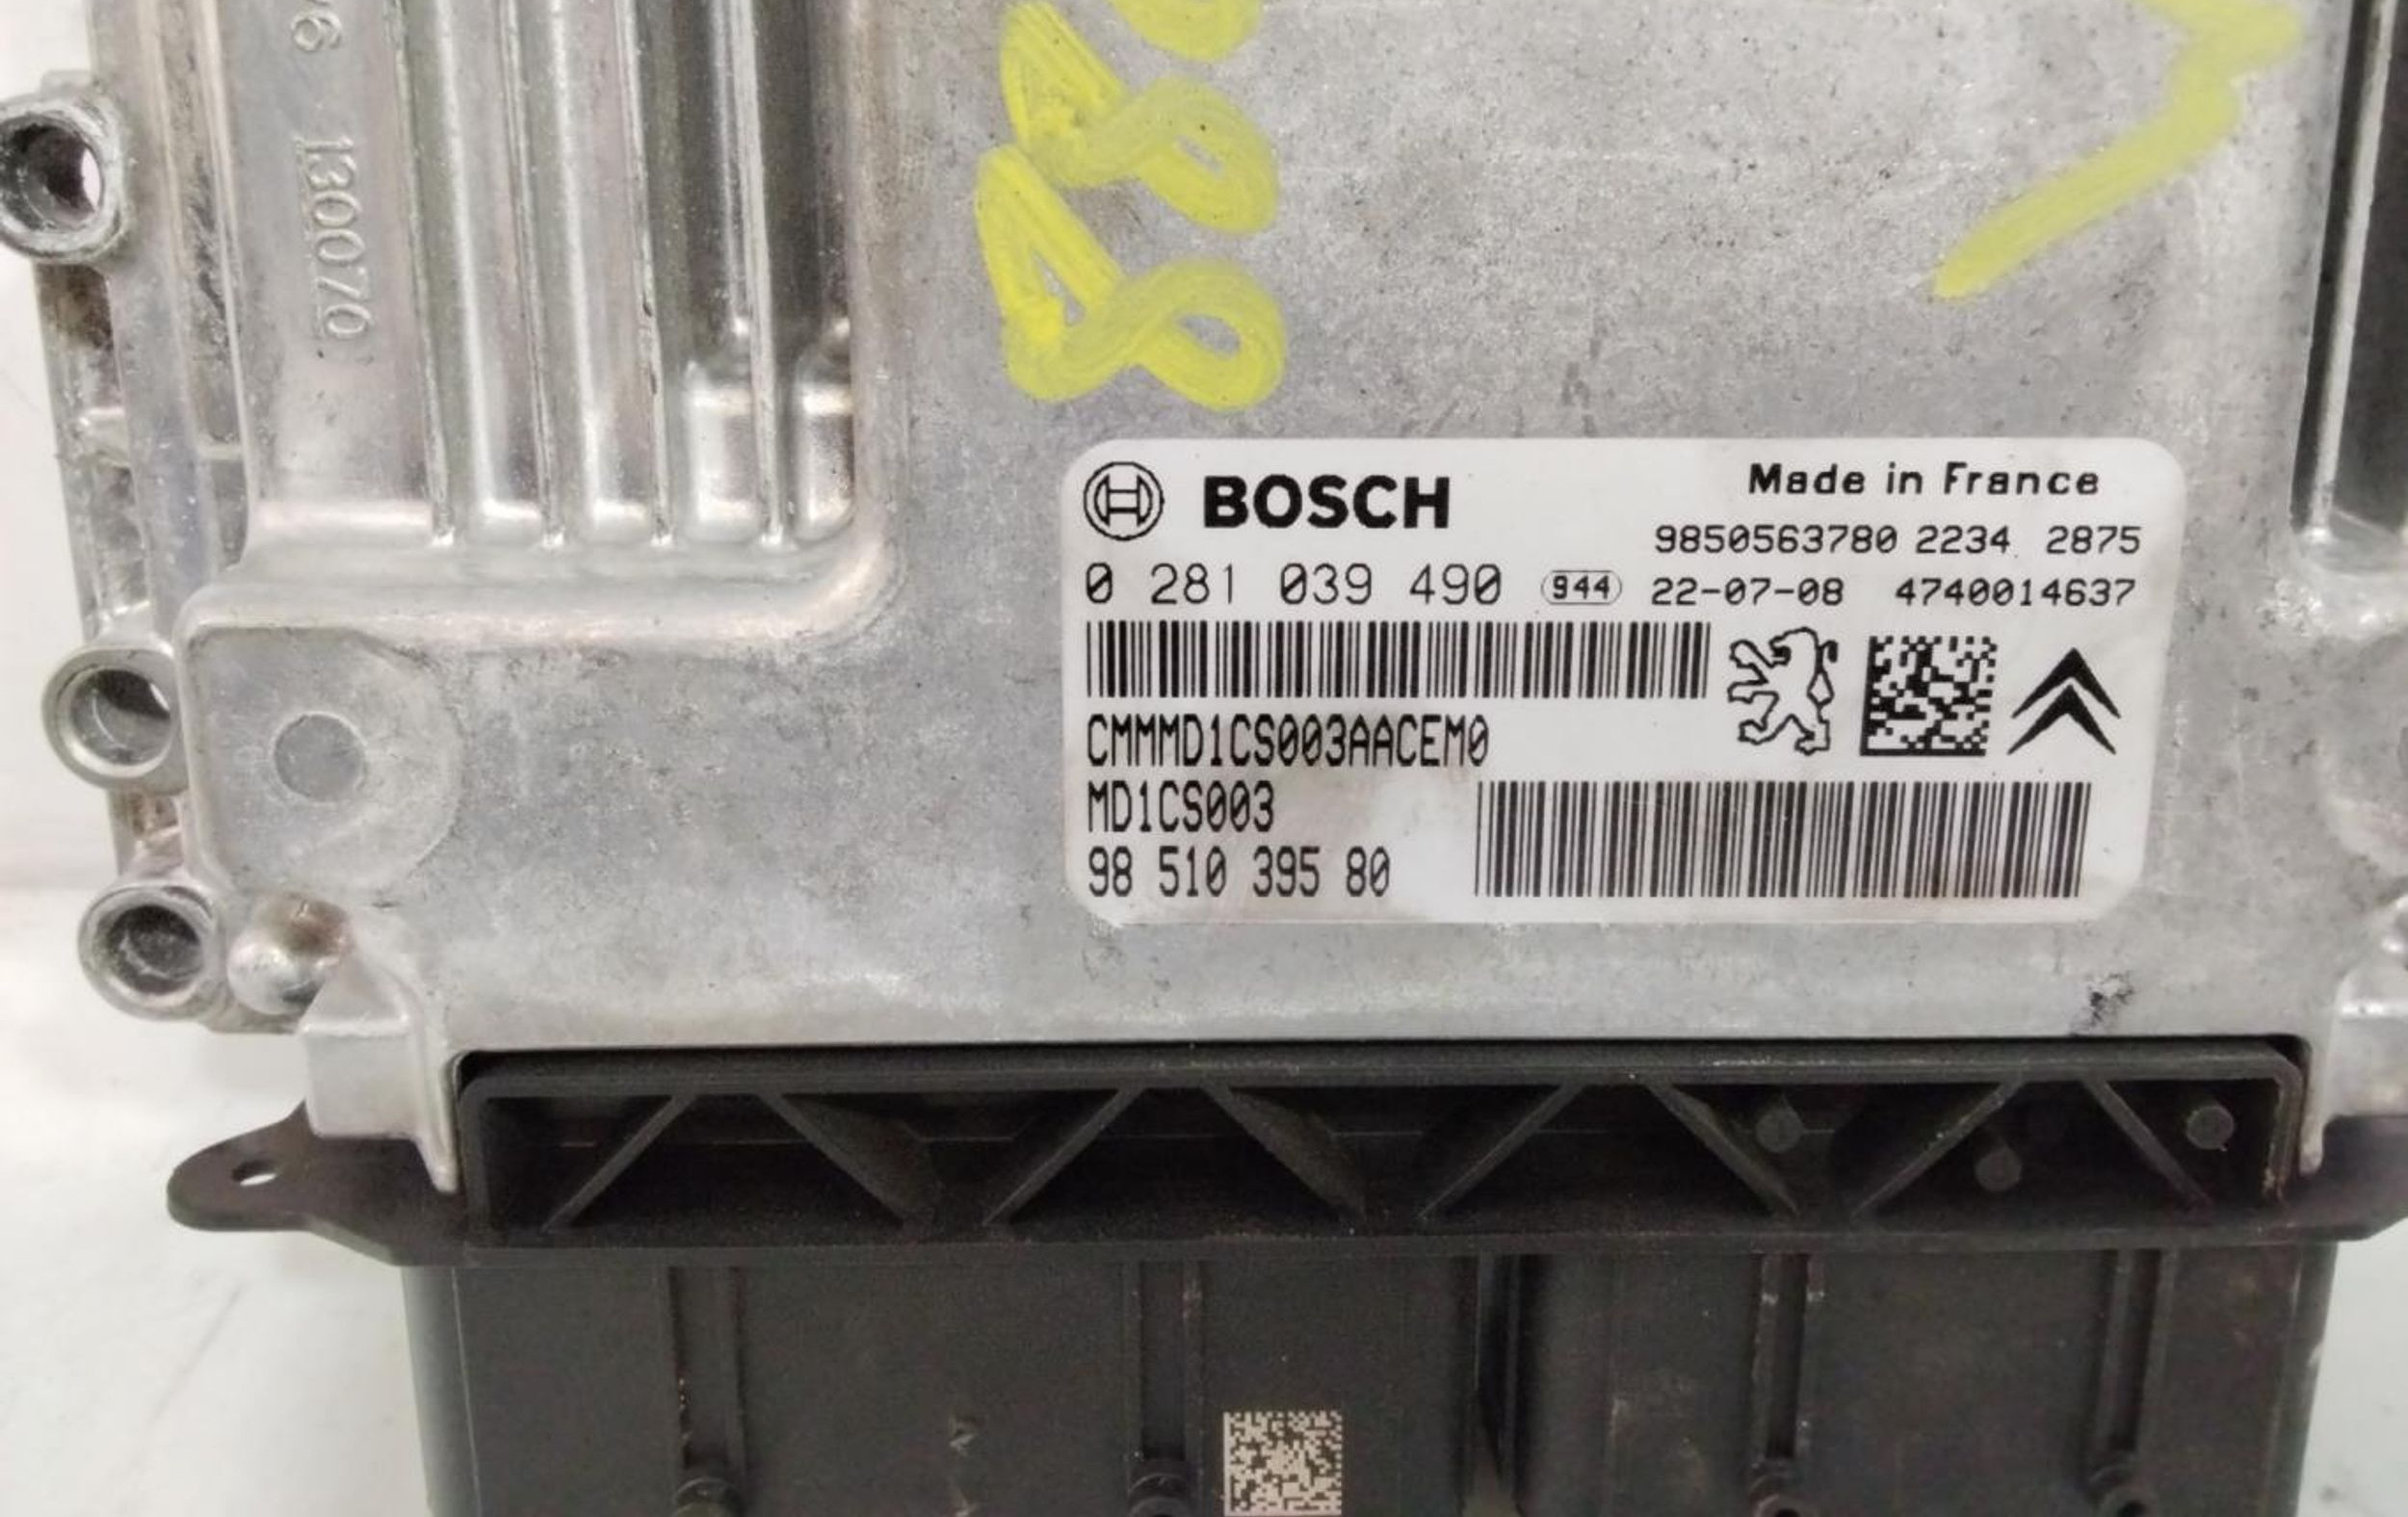 130070
88
BOSCH
Made in France
9850563780 2234 2875
0 281 039 490 944 22-07-08 4740014637
CMMMD1CS003AACEM0
MD1CS003
98 510 395 80